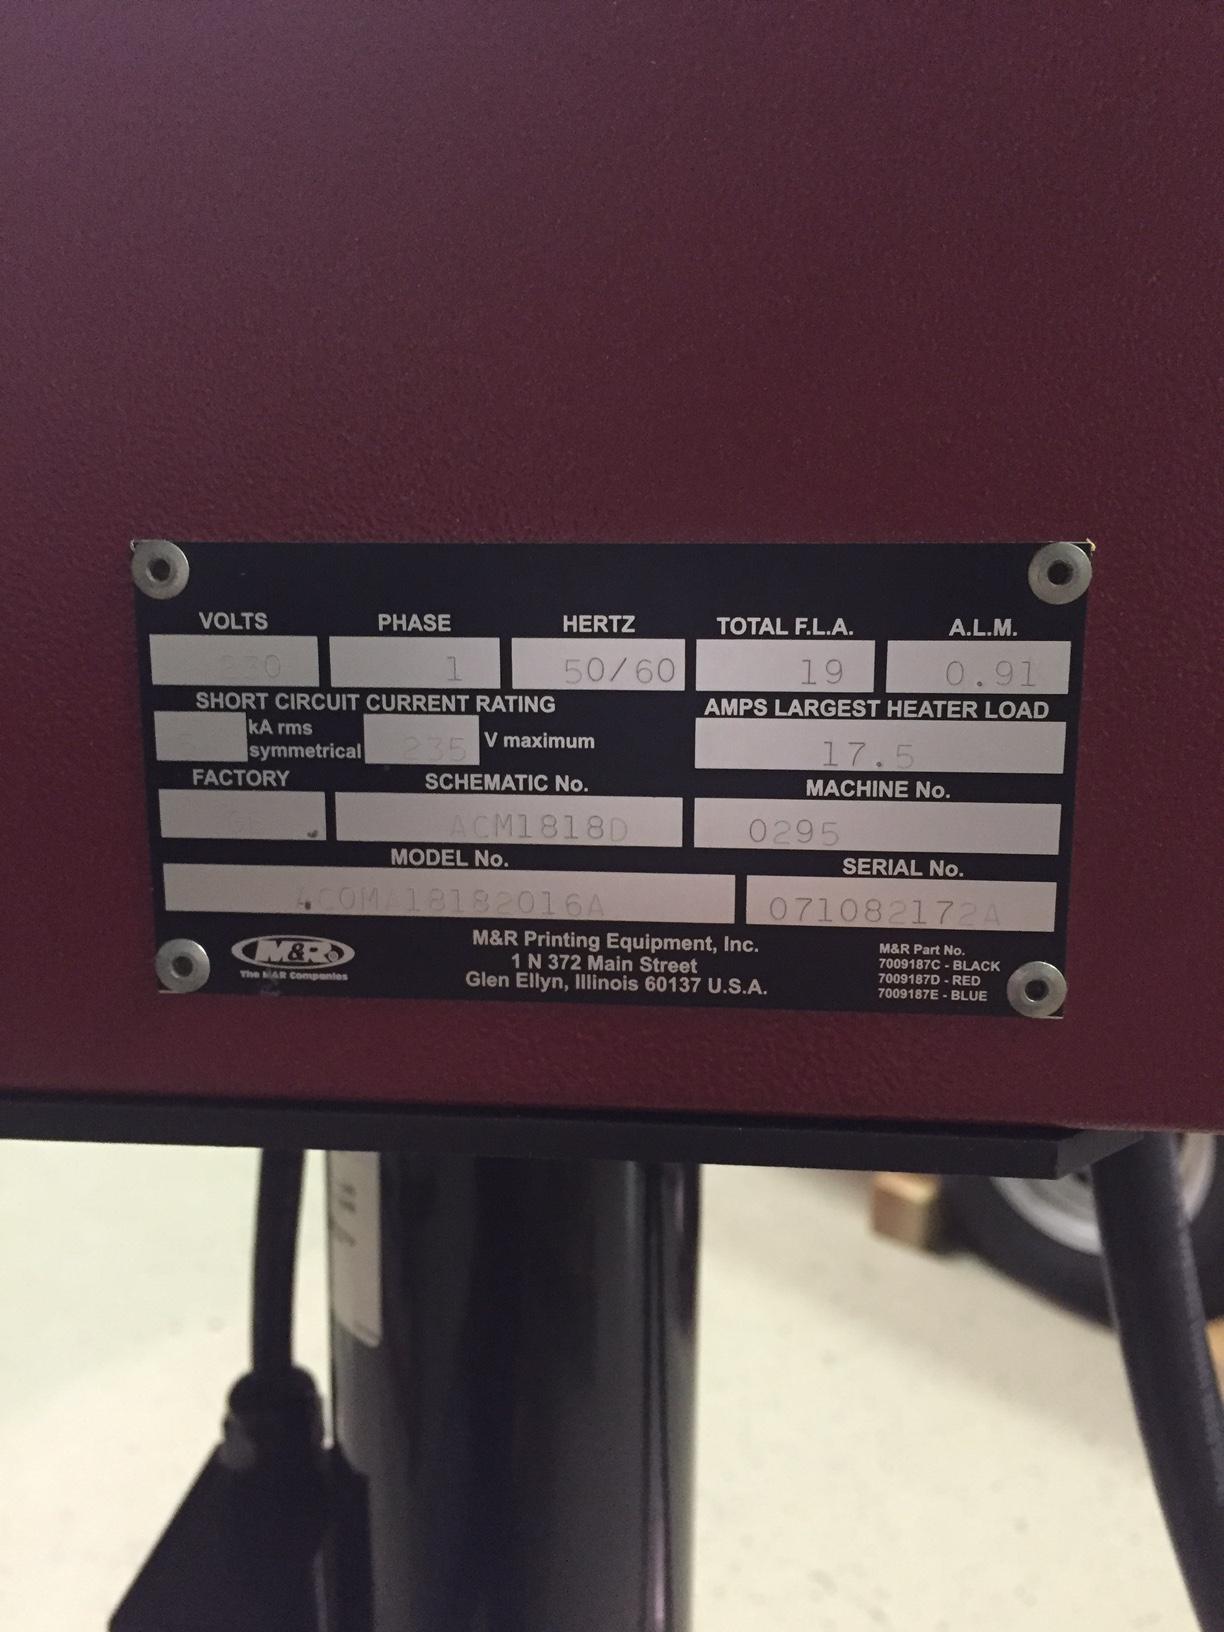 VOLTS PHASE HERTZ TOTAL F.L.A. A.L.M.
230 1 50/60 19 0.91
SHORT CIRCUIT CURRENT RATING AMPS LARGEST HEATER LOAD
kA rms symmetrical 235 V maximum 17.5
FACTORY SCHEMATIC No. MACHINE No.
ACM1818D 0295
MODEL No. SERIAL No.
ACOMA18182016A 071082172A
M&R
The M&R Companies
M&R Printing Equipment, Inc.
1 N 372 Main Street
Glen Ellyn, Illinois 60137 U.S.A.
M&R Part No.
7009187C - BLACK
7009187D - RED
7009187E - BLUE